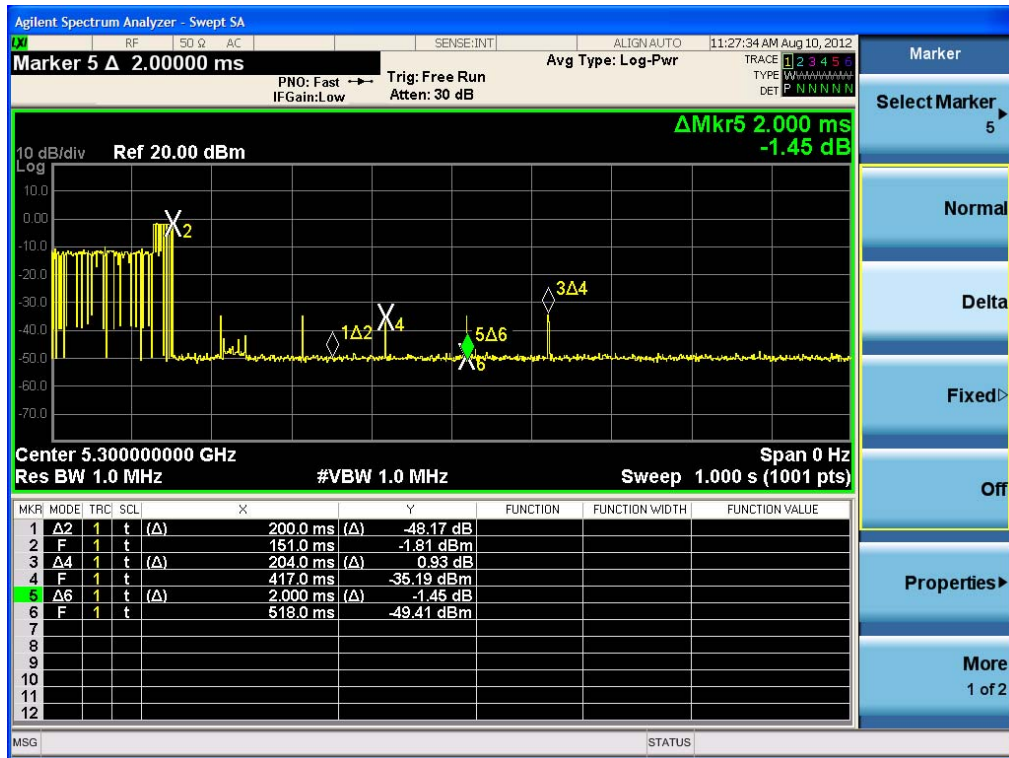 Agilent Spectrum Analyzer - Swept SA
LXI RF 50 Ω AC SENSE:INT ALIGN AUTO 11:27:34 AM Aug 10, 2012
Marker 5 Δ 2.00000 ms
PNO: Fast
IFGain:Low
Trig: Free Run
Atten: 30 dB
Avg Type: Log-Pwr
TRACE 1 2 3 4 5 6
TYPE
DET P N N N N N
ΔMkr5 2.000 ms
-1.45 dB
10 dB/div Ref 20.00 dBm
Log
10.0
0.00
-10.0
-20.0
-30.0
-40.0
-50.0
-60.0
-70.0
2
1Δ2
4
5Δ6
6
3Δ4
Center 5.300000000 GHz Span 0 Hz
Res BW 1.0 MHz #VBW 1.0 MHz Sweep 1.000 s (1001 pts)
MKR MODE TRC SCL X Y FUNCTION FUNCTION WIDTH FUNCTION VALUE
1 Δ2 1 t (Δ) 200.0 ms (Δ) -48.17 dB
2 F 1 t 151.0 ms -1.81 dBm
3 Δ4 1 t (Δ) 204.0 ms (Δ) 0.93 dB
4 F 1 t 417.0 ms -35.19 dBm
5 Δ6 1 t (Δ) 2.000 ms (Δ) -1.45 dB
6 F 1 t 518.0 ms -49.41 dBm
7
8
9
10
11
12
MSG STATUS
Marker
Select Marker
5
Normal
Delta
Fixed
Off
Properties
More
1 of 2